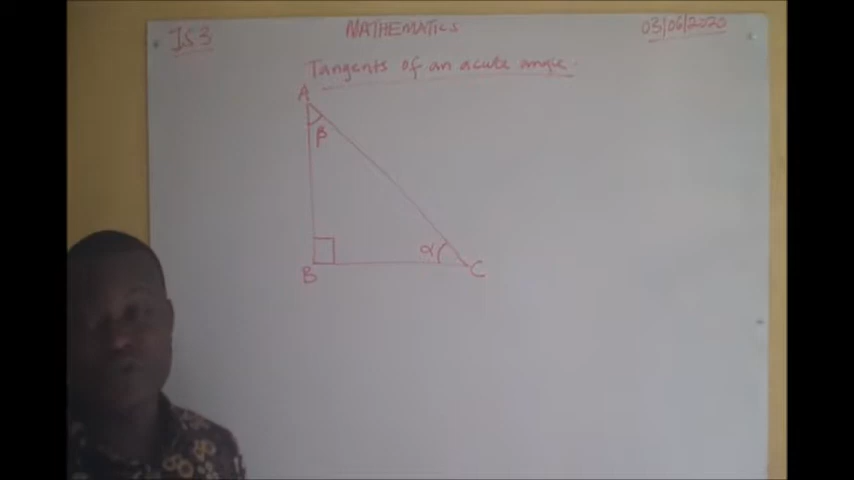 JS3 MATHEMATICS 03/06/2020
Tangents of an acute angle.
A
β
α
B C